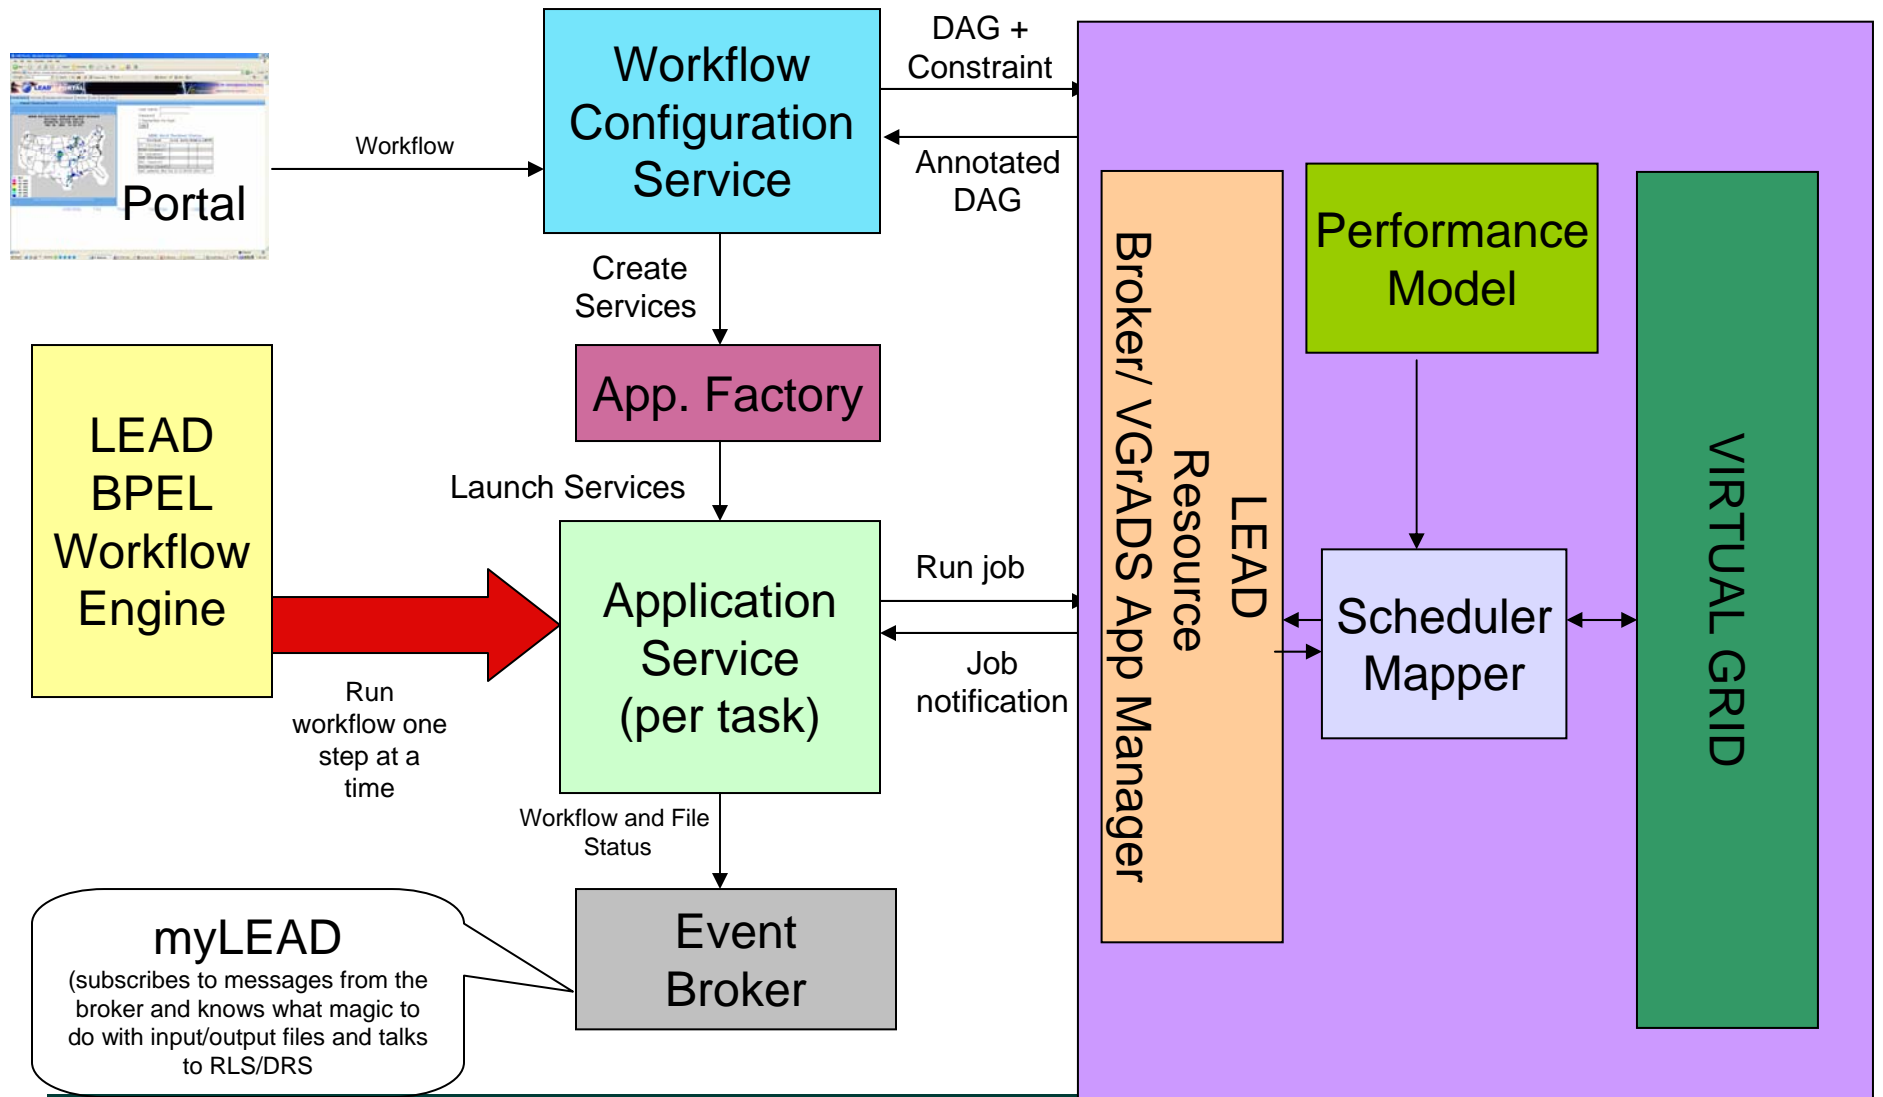 LEAD PORTAL
Portal
Workflow
Workflow
Configuration
Service
DAG +
Constraint
Annotated
DAG
Create
Services
App. Factory
Launch Services
LEAD
BPEL
Workflow
Engine
Run
workflow one
step at a
time
Application
Service
(per task)
Run job
Job
notification
Workflow and File
Status
Event
Broker
myLEAD
(subscribes to messages from the
broker and knows what magic to
do with input/output files and talks
to RLS/DRS
LEAD
Resource
Broker/ VGrADS App Manager
Performance
Model
Scheduler
Mapper
VIRTUAL GRID